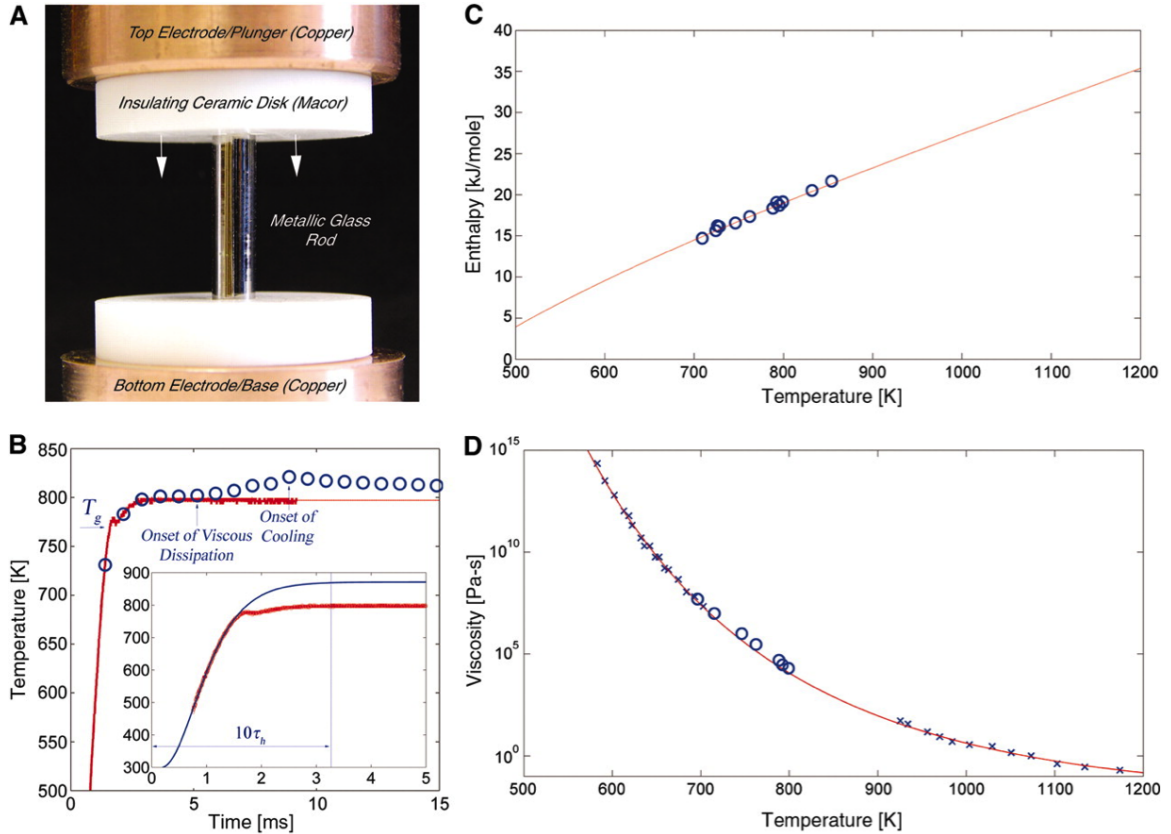 A
Top Electrode/Plunger (Copper)
Insulating Ceramic Disk (Macor)
Metallic Glass
Rod
Bottom Electrode/Base (Copper)
B
850
800
750
700
650
600
550
500
Temperature [K]
T_g
Onset of Viscous
Dissipation
Onset of
Cooling
900
800
700
600
500
400
300
10τ_h
0 1 2 3 4 5
0 5 10 15
Time [ms]
C
40
35
30
25
20
15
10
5
0
Enthalpy [kJ/mole]
500 600 700 800 900 1000 1100 1200
Temperature [K]
D
10^15
10^10
10^5
10^0
Viscosity [Pa-s]
500 600 700 800 900 1000 1100 1200
Temperature [K]